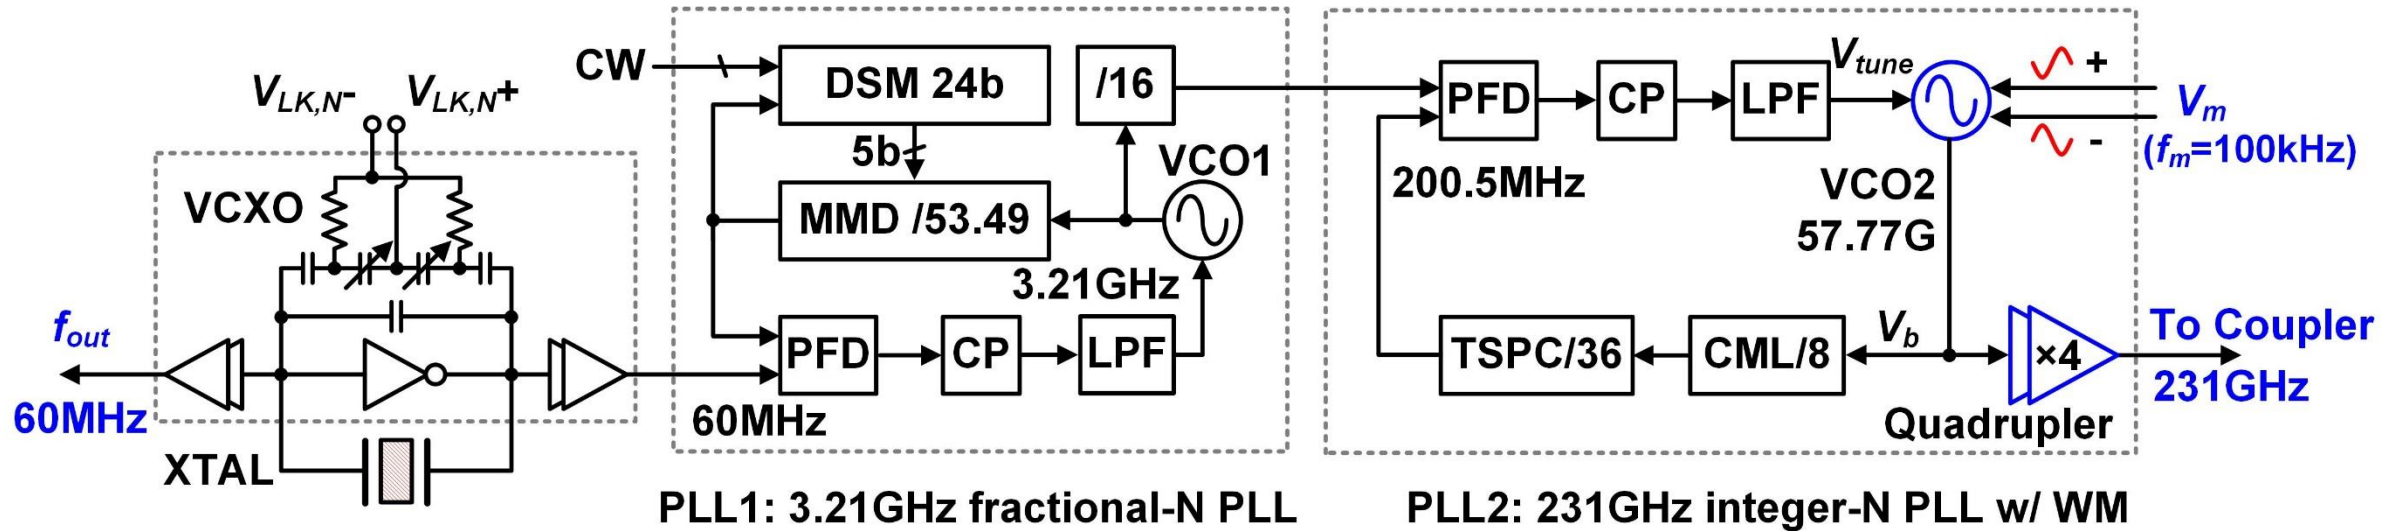 V_LK,N-
V_LK,N+
VCXO
f_out
60MHz
XTAL
CW
DSM 24b
/16
5b
VCO1
MMD /53.49
3.21GHz
PFD
CP
LPF
60MHz
PLL1: 3.21GHz fractional-N PLL
PFD
CP
LPF
V_tune
+
-
V_m
(f_m=100kHz)
200.5MHz
VCO2
57.77G
TSPC/36
CML/8
V_b
×4
To Coupler
231GHz
Quadrupler
PLL2: 231GHz integer-N PLL w/ WM